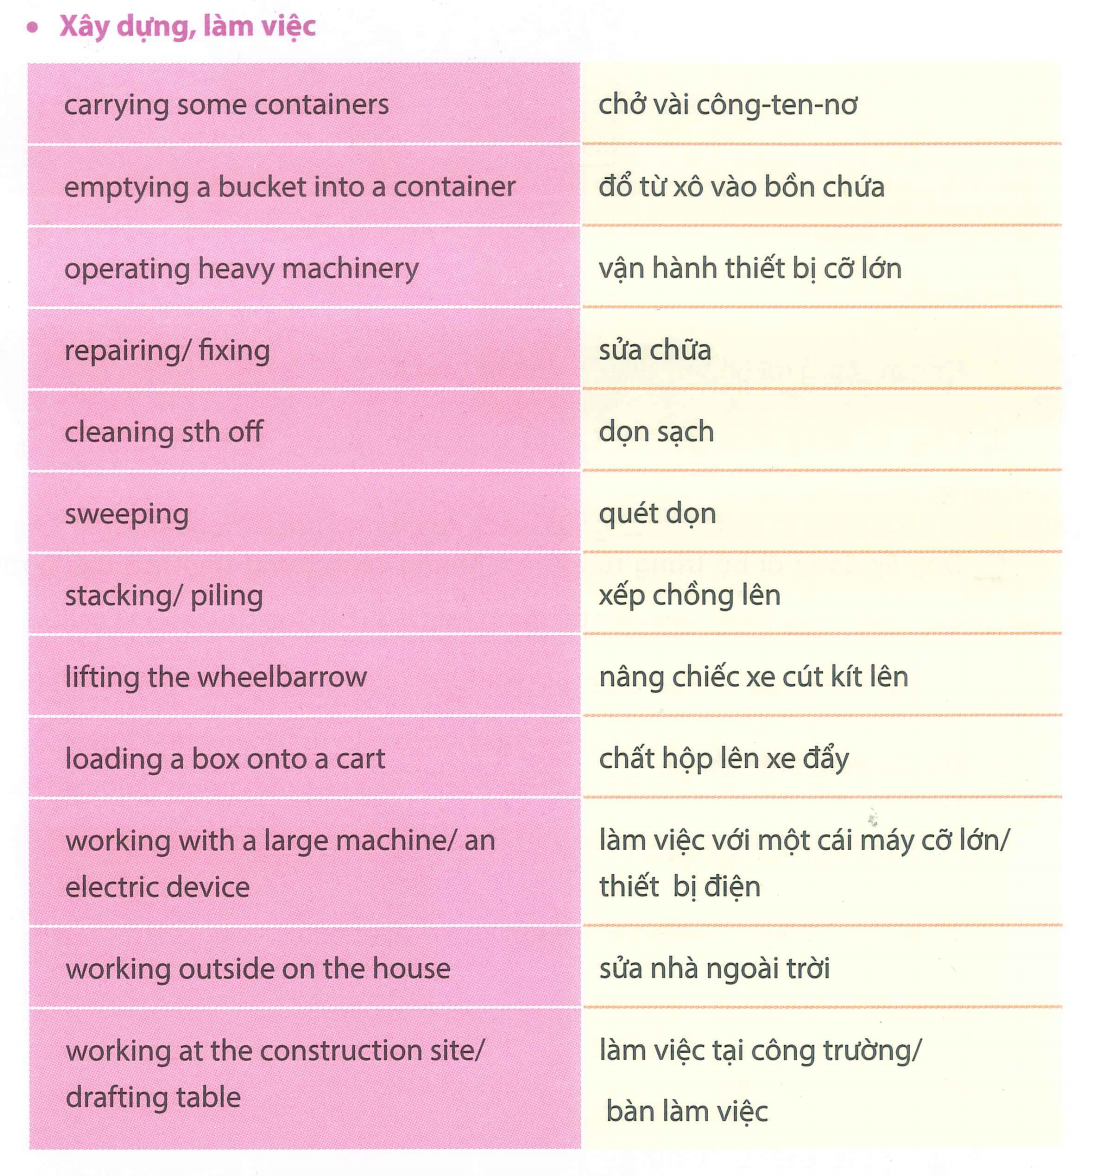 • Xây dựng, làm việc
carrying some containers
chở vài công-ten-nơ
emptying a bucket into a container
đổ từ xô vào bồn chứa
operating heavy machinery
vận hành thiết bị cỡ lớn
repairing/ fixing
sửa chữa
cleaning sth off
dọn sạch
sweeping
quét dọn
stacking/ piling
xếp chồng lên
lifting the wheelbarrow
nâng chiếc xe cút kít lên
loading a box onto a cart
chất hộp lên xe đẩy
working with a large machine/ an
electric device
làm việc với một cái máy cỡ lớn/
thiết bị điện
working outside on the house
sửa nhà ngoài trời
working at the construction site/
drafting table
làm việc tại công trường/
bàn làm việc